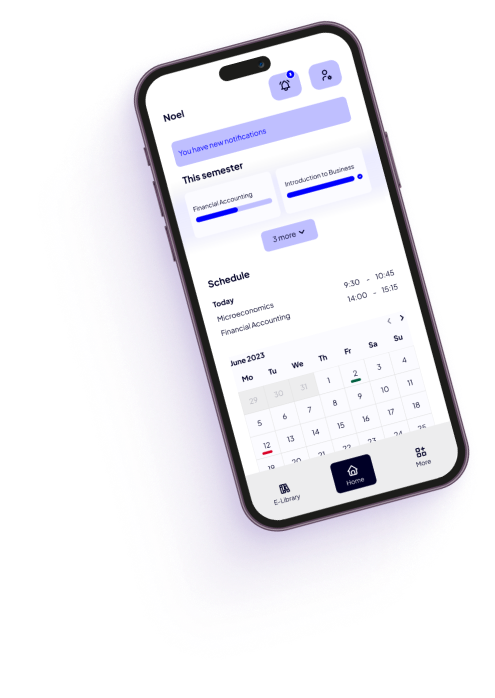 Noel
You have new notifications
This semester
Financial Accounting
Introduction to Business
3 more
Schedule
Today
Microeconomics 9:30 - 10:45
Financial Accounting 14:00 - 15:15
June 2023
Mo Tu We Th Fr Sa Su
29 30 31 1 2 3 4
5 6 7 8 9 10 11
12 13 14 15 16 17 18
19 20 21 22 23 24 25
E-Library
Home
More